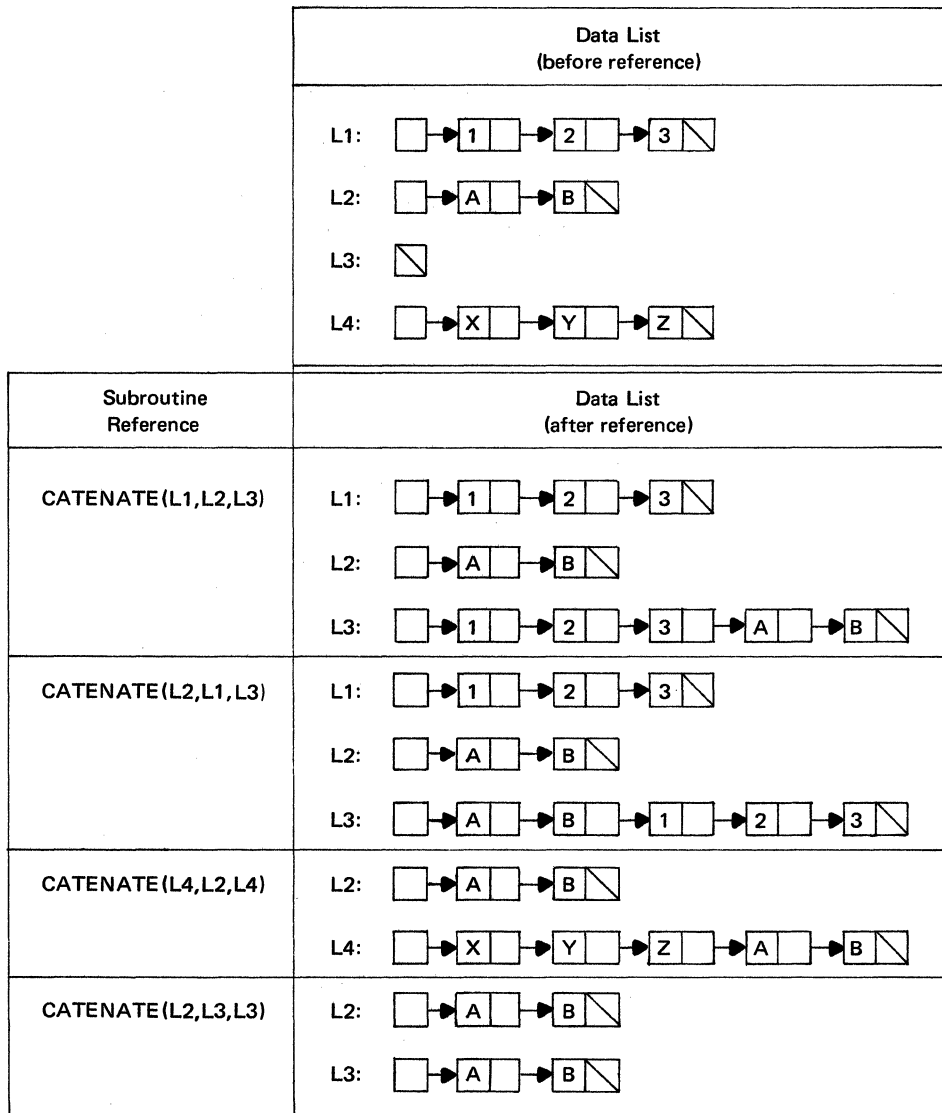 Data List
(before reference)
L1: 1 2 3
L2: A B
L3:
L4: X Y Z
Subroutine
Reference
Data List
(after reference)
CATENATE(L1,L2,L3)
L1: 1 2 3
L2: A B
L3: 1 2 3 A B
CATENATE(L2,L1,L3)
L1: 1 2 3
L2: A B
L3: A B 1 2 3
CATENATE(L4,L2,L4)
L2: A B
L4: X Y Z A B
CATENATE(L2,L3,L3)
L2: A B
L3: A B